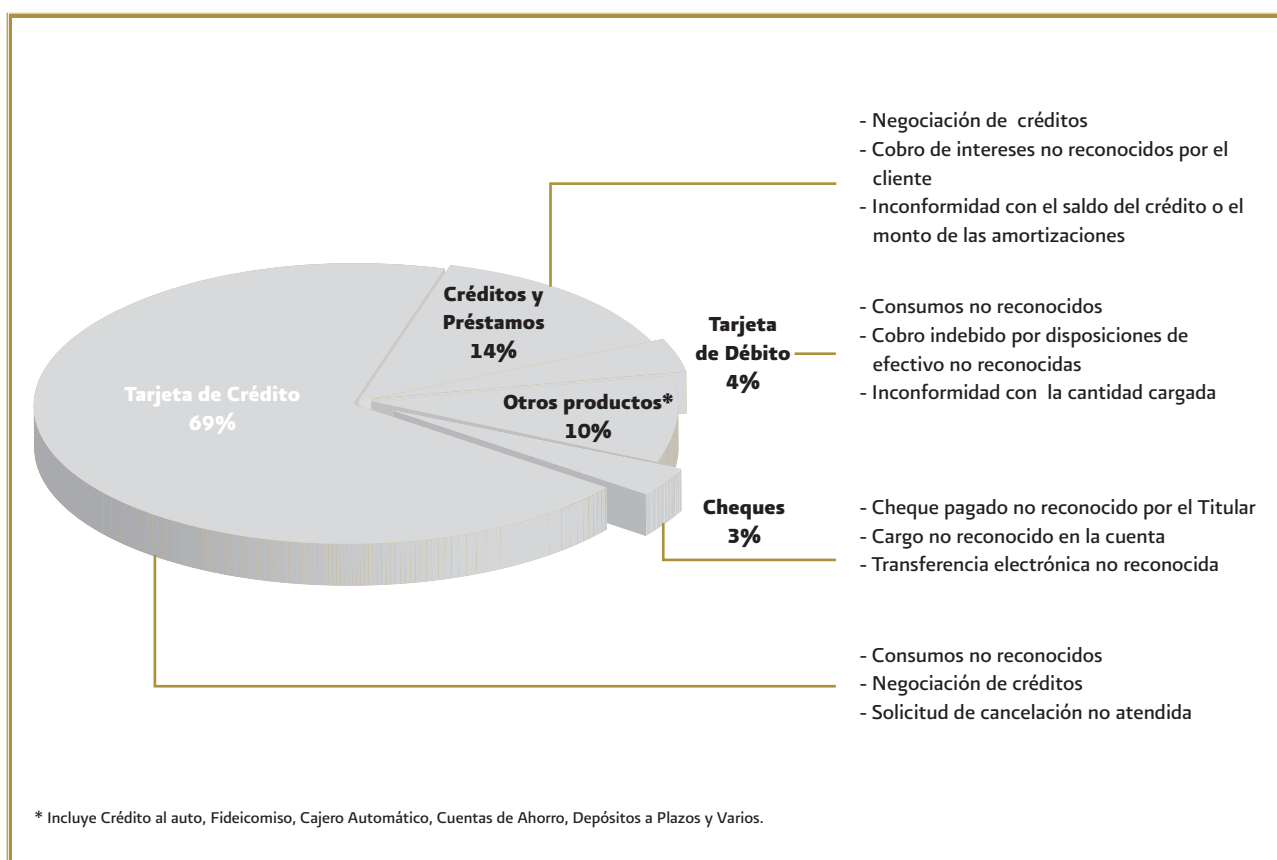 - Negociación de créditos
- Cobro de intereses no reconocidos por el
cliente
- Inconformidad con el saldo del crédito o el
monto de las amortizaciones
Créditos y
Préstamos
14%
Tarjeta
de Débito
4%
- Consumos no reconocidos
- Cobro indebido por disposiciones de
efectivo no reconocidas
- Inconformidad con la cantidad cargada
Tarjeta de Crédito
69%
Otros productos*
10%
Cheques
3%
- Cheque pagado no reconocido por el Titular
- Cargo no reconocido en la cuenta
- Transferencia electrónica no reconocida
- Consumos no reconocidos
- Negociación de créditos
- Solicitud de cancelación no atendida
* Incluye Crédito al auto, Fideicomiso, Cajero Automático, Cuentas de Ahorro, Depósitos a Plazos y Varios.